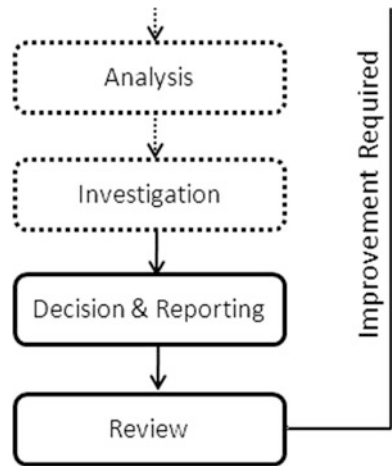 Analysis
Investigation
Decision & Reporting
Review
Improvement Required